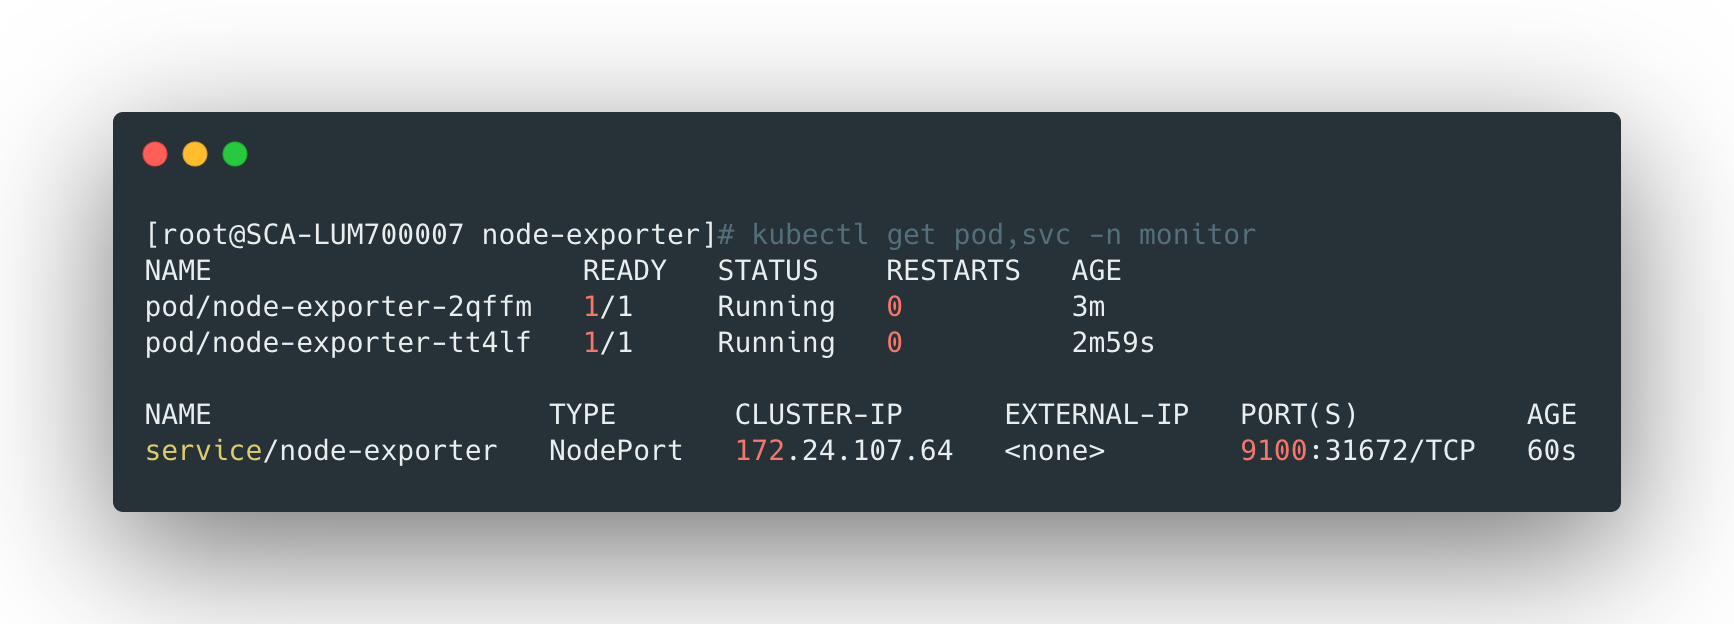 [root@SCA-LUM700007 node-exporter]# kubectl get pod,svc -n monitor
NAME                      READY   STATUS    RESTARTS   AGE
pod/node-exporter-2qffm   1/1     Running   0          3m
pod/node-exporter-tt4lf   1/1     Running   0          2m59s

NAME                    TYPE       CLUSTER-IP      EXTERNAL-IP   PORT(S)          AGE
service/node-exporter   NodePort   172.24.107.64   <none>        9100:31672/TCP   60s